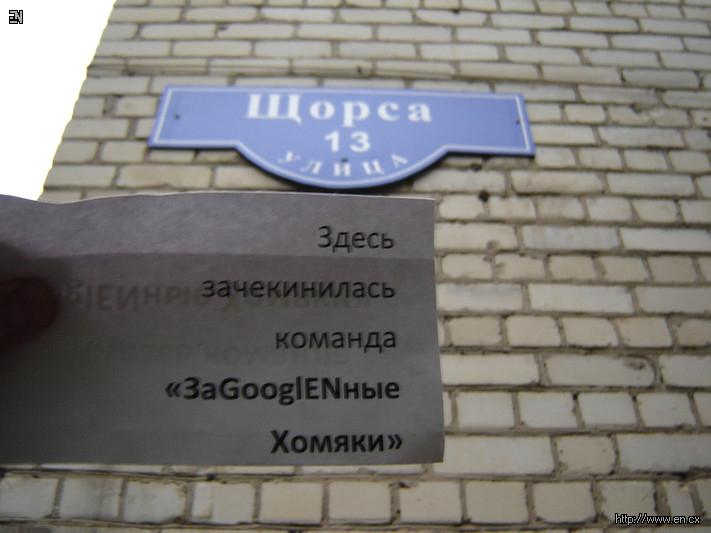 EN
Щорса
13
УЛИЦА
Здесь
зачекинилась
команда
«ЗаGooglENные
Хомяки»
http://www.en.cx